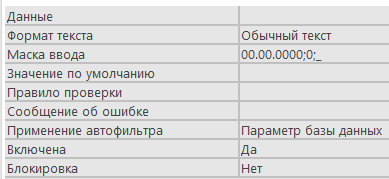 Данные
Формат текста Обычный текст
Маска ввода 00.00.0000;0;_
Значение по умолчанию
Правило проверки
Сообщение об ошибке
Применение автофильтра Параметр базы данных
Включена Да
Блокировка Нет